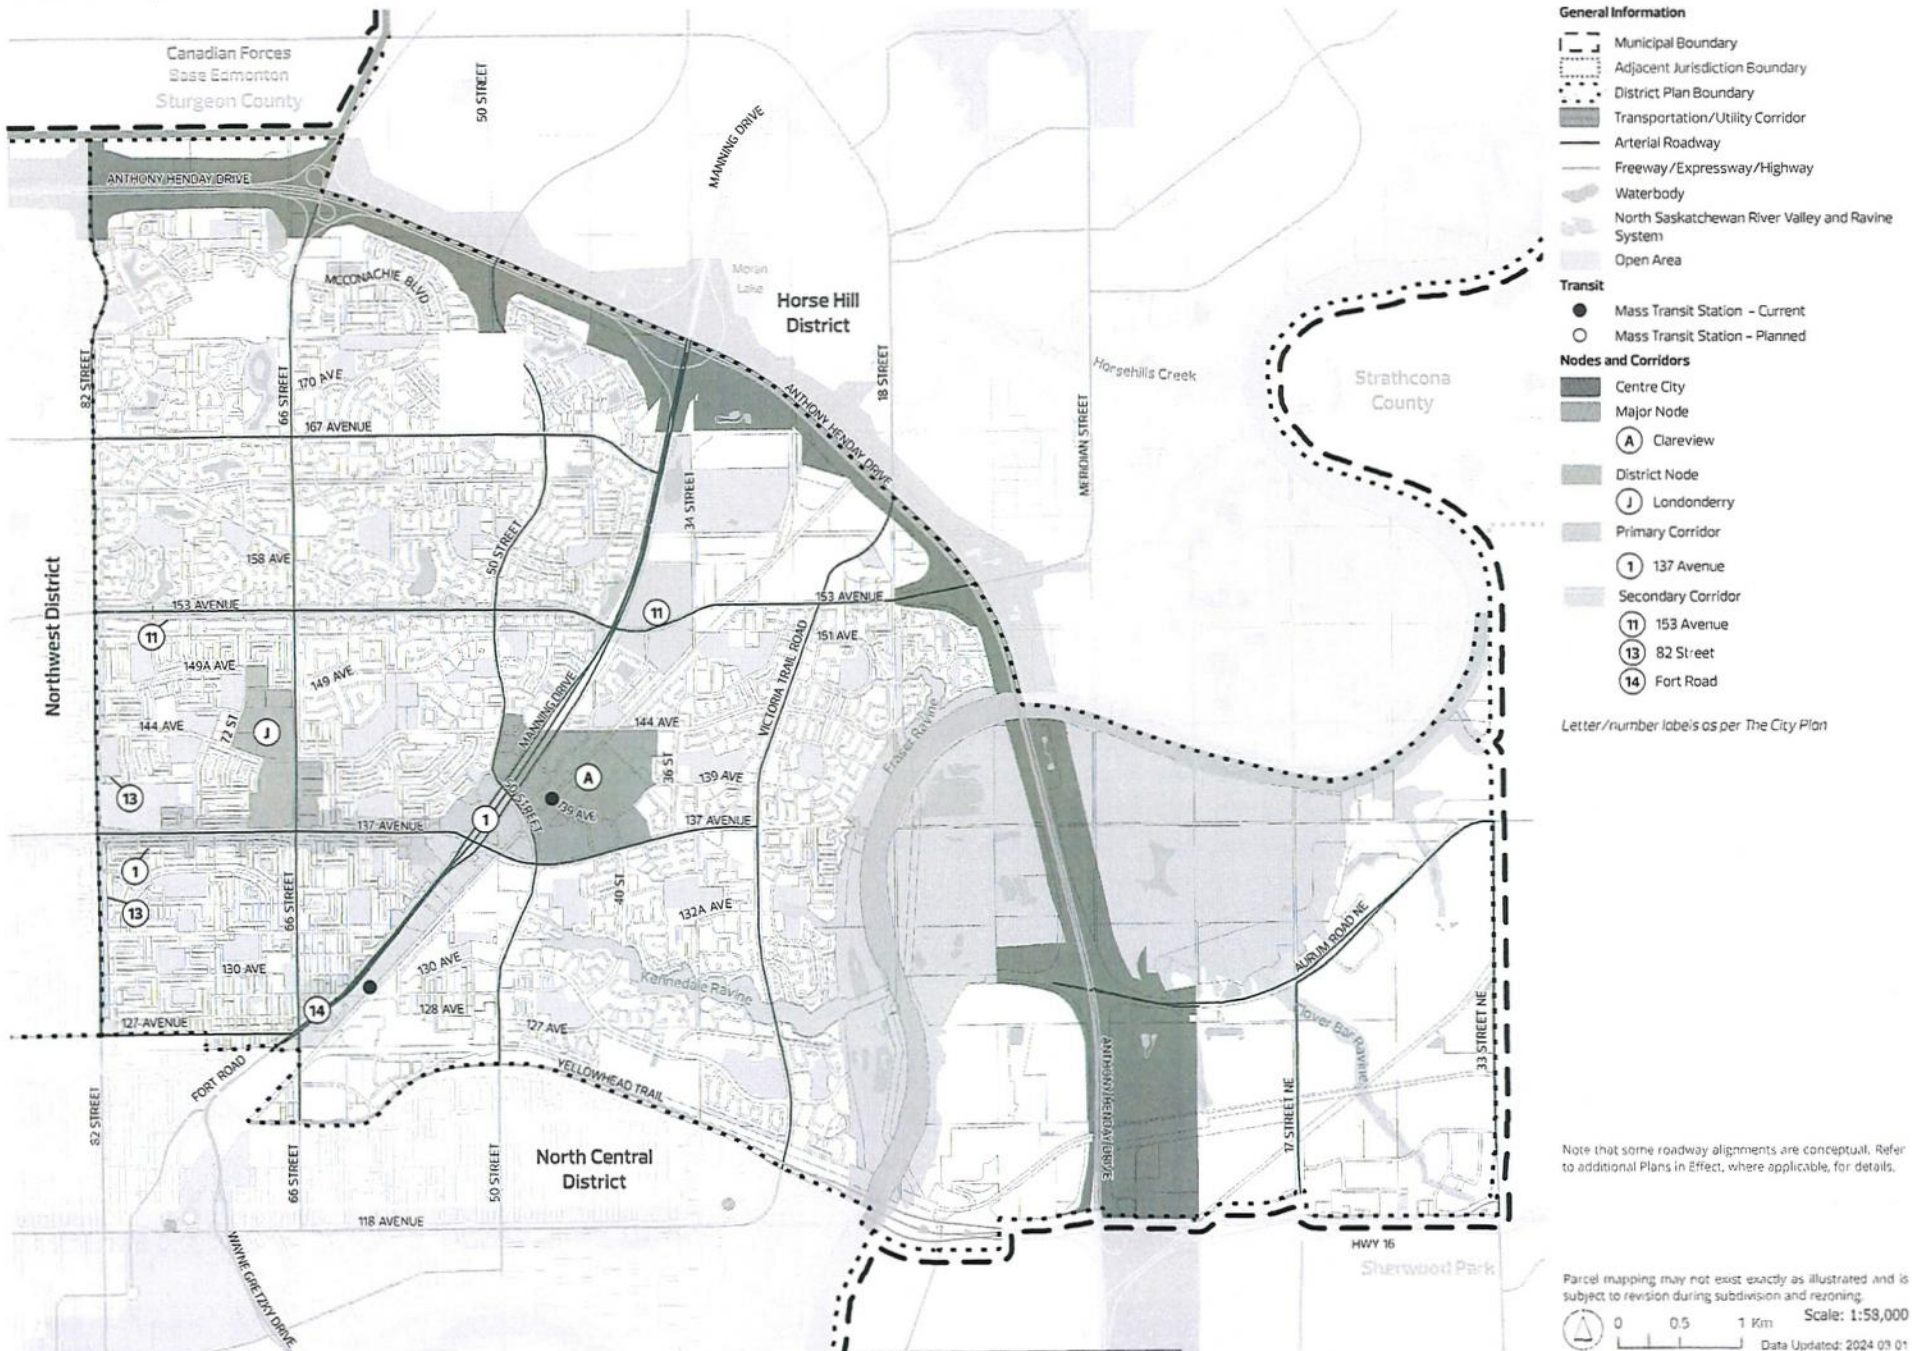 Canadian Forces
Base Edmonton
Sturgeon County
50 STREET
MANNING DRIVE
ANTHONY HENDAY DRIVE
MCCONACHIE BLVD
Moran
Lake
Horse Hill
District
82 STREET
66 STREET
170 AVE
167 AVENUE
ANTHONY HENDAY DRIVE
18 STREET
Horsehills Creek
MERIDIAN STREET
Strathcona
County
34 STREET
50 STREET
158 AVE
Northwest District
153 AVENUE
11
11
153 AVENUE
151 AVE
149A AVE
149 AVE
VICTORIA TRAIL ROAD
MANNING DRIVE
144 AVE
72 ST
J
144 AVE
Fraser Ravine
A
36 ST
139 AVE
13
50 STREET
139 AVE
1
137 AVENUE
137 AVENUE
1
13
66 STREET
40 ST
132A AVE
AURUM ROAD NE
130 AVE
130 AVE
Kennedale Ravine
14
128 AVE
127 AVENUE
127 AVE
Clover Bar Ravine
33 STREET NE
FORT ROAD
YELLOWHEAD TRAIL
ANTHONY HENDAY DRIVE
17 STREET NE
82 STREET
66 STREET
50 STREET
North Central
District
118 AVENUE
WAYNE GRETZKY DRIVE
HWY 16
Sherwood Park
General Information
Municipal Boundary
Adjacent Jurisdiction Boundary
District Plan Boundary
Transportation/Utility Corridor
Arterial Roadway
Freeway/Expressway/Highway
Waterbody
North Saskatchewan River Valley and Ravine
System
Open Area
Transit
Mass Transit Station - Current
Mass Transit Station - Planned
Nodes and Corridors
Centre City
Major Node
A Clareview
District Node
J Londonderry
Primary Corridor
1 137 Avenue
Secondary Corridor
11 153 Avenue
13 82 Street
14 Fort Road
Letter/number labels as per The City Plan
Note that some roadway alignments are conceptual. Refer
to additional Plans in Effect, where applicable, for details.
Parcel mapping may not exist exactly as illustrated and is
subject to revision during subdivision and rezoning.
Scale: 1:58,000
0 0.5 1 Km
Data Updated: 2024 03 01